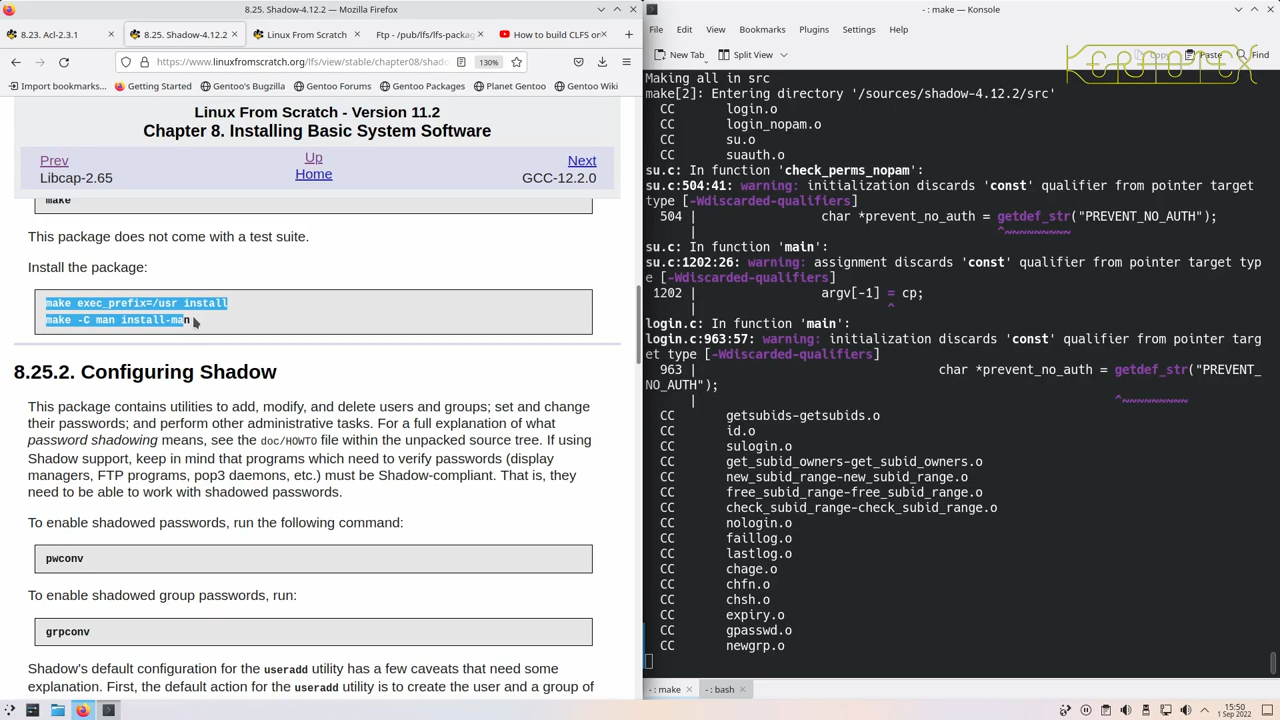 8.25. Shadow-4.12.2 — Mozilla Firefox
8.23. Acl-2.3.1
8.25. Shadow-4.12.2
Linux From Scratch
Ftp - /pub/lfs/lfs-packag
How to build CLFS on
https://www.linuxfromscratch.org/lfs/view/stable/chapter08/shado
Import bookmarks...
Getting Started
Gentoo's Bugzilla
Gentoo Forums
Gentoo Packages
Planet Gentoo
Gentoo Wiki
Linux From Scratch - Version 11.2
Chapter 8. Installing Basic System Software
Prev
Up
Next
Libcap-2.65
Home
GCC-12.2.0
make
This package does not come with a test suite.
Install the package:
make exec_prefix=/usr install
make -C man install-man
8.25.2. Configuring Shadow
This package contains utilities to add, modify, and delete users and groups; set and change
their passwords; and perform other administrative tasks. For a full explanation of what
password shadowing means, see the doc/HOWTO file within the unpacked source tree. If using
Shadow support, keep in mind that programs which need to verify passwords (display
managers, FTP programs, pop3 daemons, etc.) must be Shadow-compliant. That is, they
need to be able to work with shadowed passwords.
To enable shadowed passwords, run the following command:
pwconv
To enable shadowed group passwords, run:
grpconv
Shadow's default configuration for the useradd utility has a few caveats that need some
explanation. First, the default action for the useradd utility is to create the user and a group of
- : make — Konsole
File Edit View Bookmarks Plugins Settings Help
New Tab
Split View
Copy
Paste
Find
KERNOTEX
Making all in src
make[2]: Entering directory '/sources/shadow-4.12.2/src'
CC login.o
CC login_nopam.o
CC su.o
CC suauth.o
su.c: In function 'check_perms_nopam':
su.c:504:41: warning: initialization discards 'const' qualifier from pointer target
type [-Wdiscarded-qualifiers]
504 | char *prevent_no_auth = getdef_str("PREVENT_NO_AUTH");
| ^~~~~~~~~~
su.c: In function 'main':
su.c:1202:26: warning: assignment discards 'const' qualifier from pointer target typ
e [-Wdiscarded-qualifiers]
1202 | argv[-1] = cp;
| ^
login.c: In function 'main':
login.c:963:57: warning: initialization discards 'const' qualifier from pointer targ
et type [-Wdiscarded-qualifiers]
963 | char *prevent_no_auth = getdef_str("PREVENT_
NO_AUTH");
| ^~~~~~~~~~
CC getsubids-getsubids.o
CC id.o
CC sulogin.o
CC get_subid_owners-get_subid_owners.o
CC new_subid_range-new_subid_range.o
CC free_subid_range-free_subid_range.o
CC check_subid_range-check_subid_range.o
CC nologin.o
CC faillog.o
CC lastlog.o
CC chage.o
CC chfn.o
CC chsh.o
CC expiry.o
CC gpasswd.o
CC newgrp.o
- : make
- : bash
15:50
1 Sep 2022